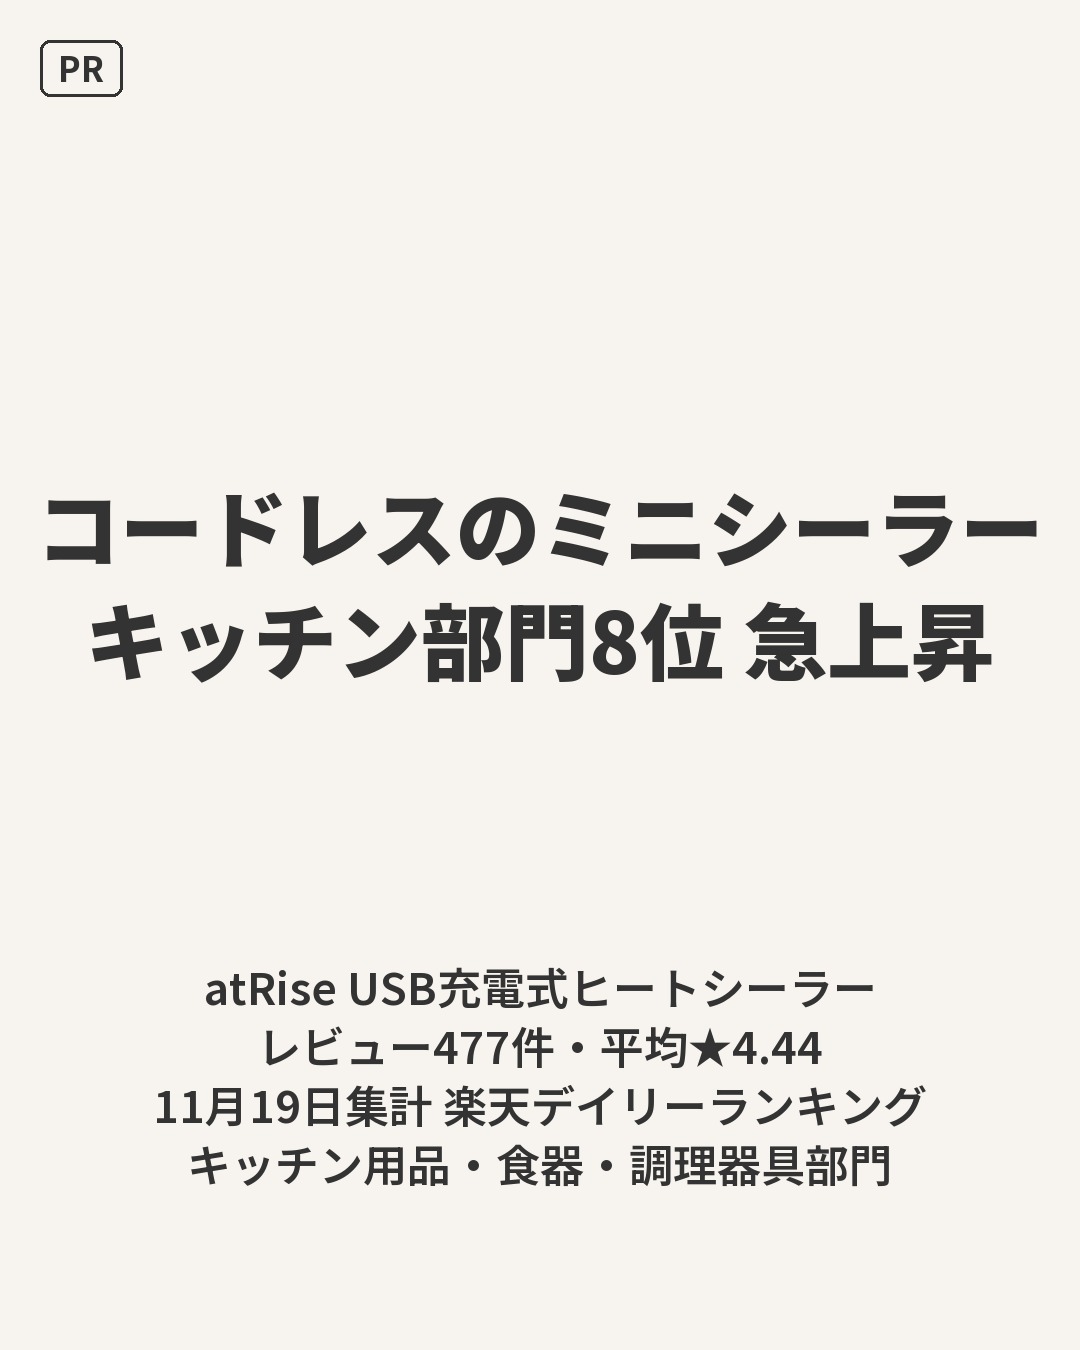 PR
コードレスのミニシーラー
キッチン部門8位 急上昇
atRise USB充電式ヒートシーラー
レビュー477件・平均★4.44
11月19日集計 楽天デイリーランキング
キッチン用品・食器・調理器具部門